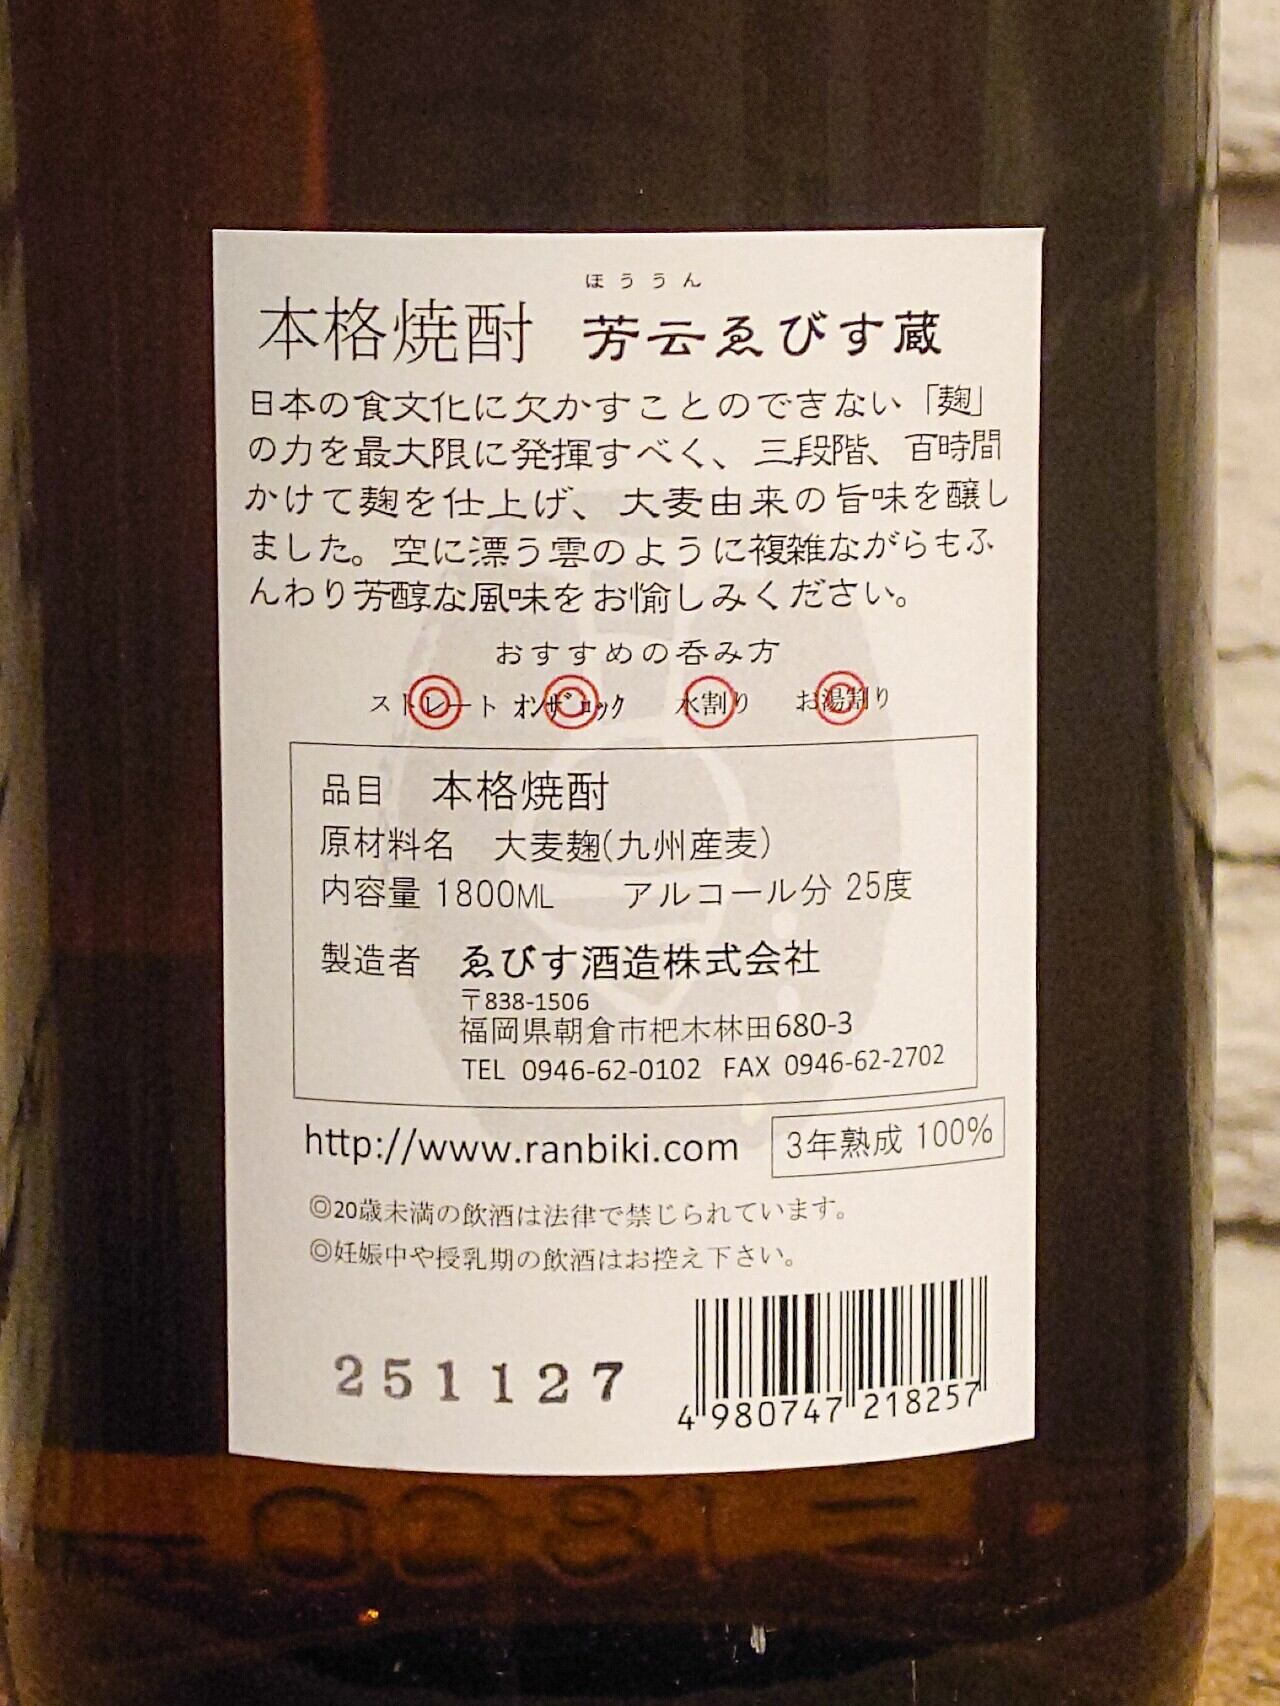 ほううん
本格焼酎 芳云ゑびす蔵
日本の食文化に欠かすことのできない「麹」
の力を最大限に発揮すべく、三段階、百時間
かけて麹を仕上げ、大麦由来の旨味を醸し
ました。空に漂う雲のように複雑ながらもふ
んわり芳醇な風味をお愉しみください。
おすすめの呑み方
ストレート オンザロック 水割り お湯割り
品目 本格焼酎
原材料名 大麦麹(九州産麦)
内容量 1800ML アルコール分 25度
製造者 ゑびす酒造株式会社
〒838-1506
福岡県朝倉市杷木林田680-3
TEL 0946-62-0102 FAX 0946-62-2702
http://www.ranbiki.com 3年熟成 100%
◎20歳未満の飲酒は法律で禁じられています。
◎妊娠中や授乳期の飲酒はお控え下さい。
251127
4 980747 218257